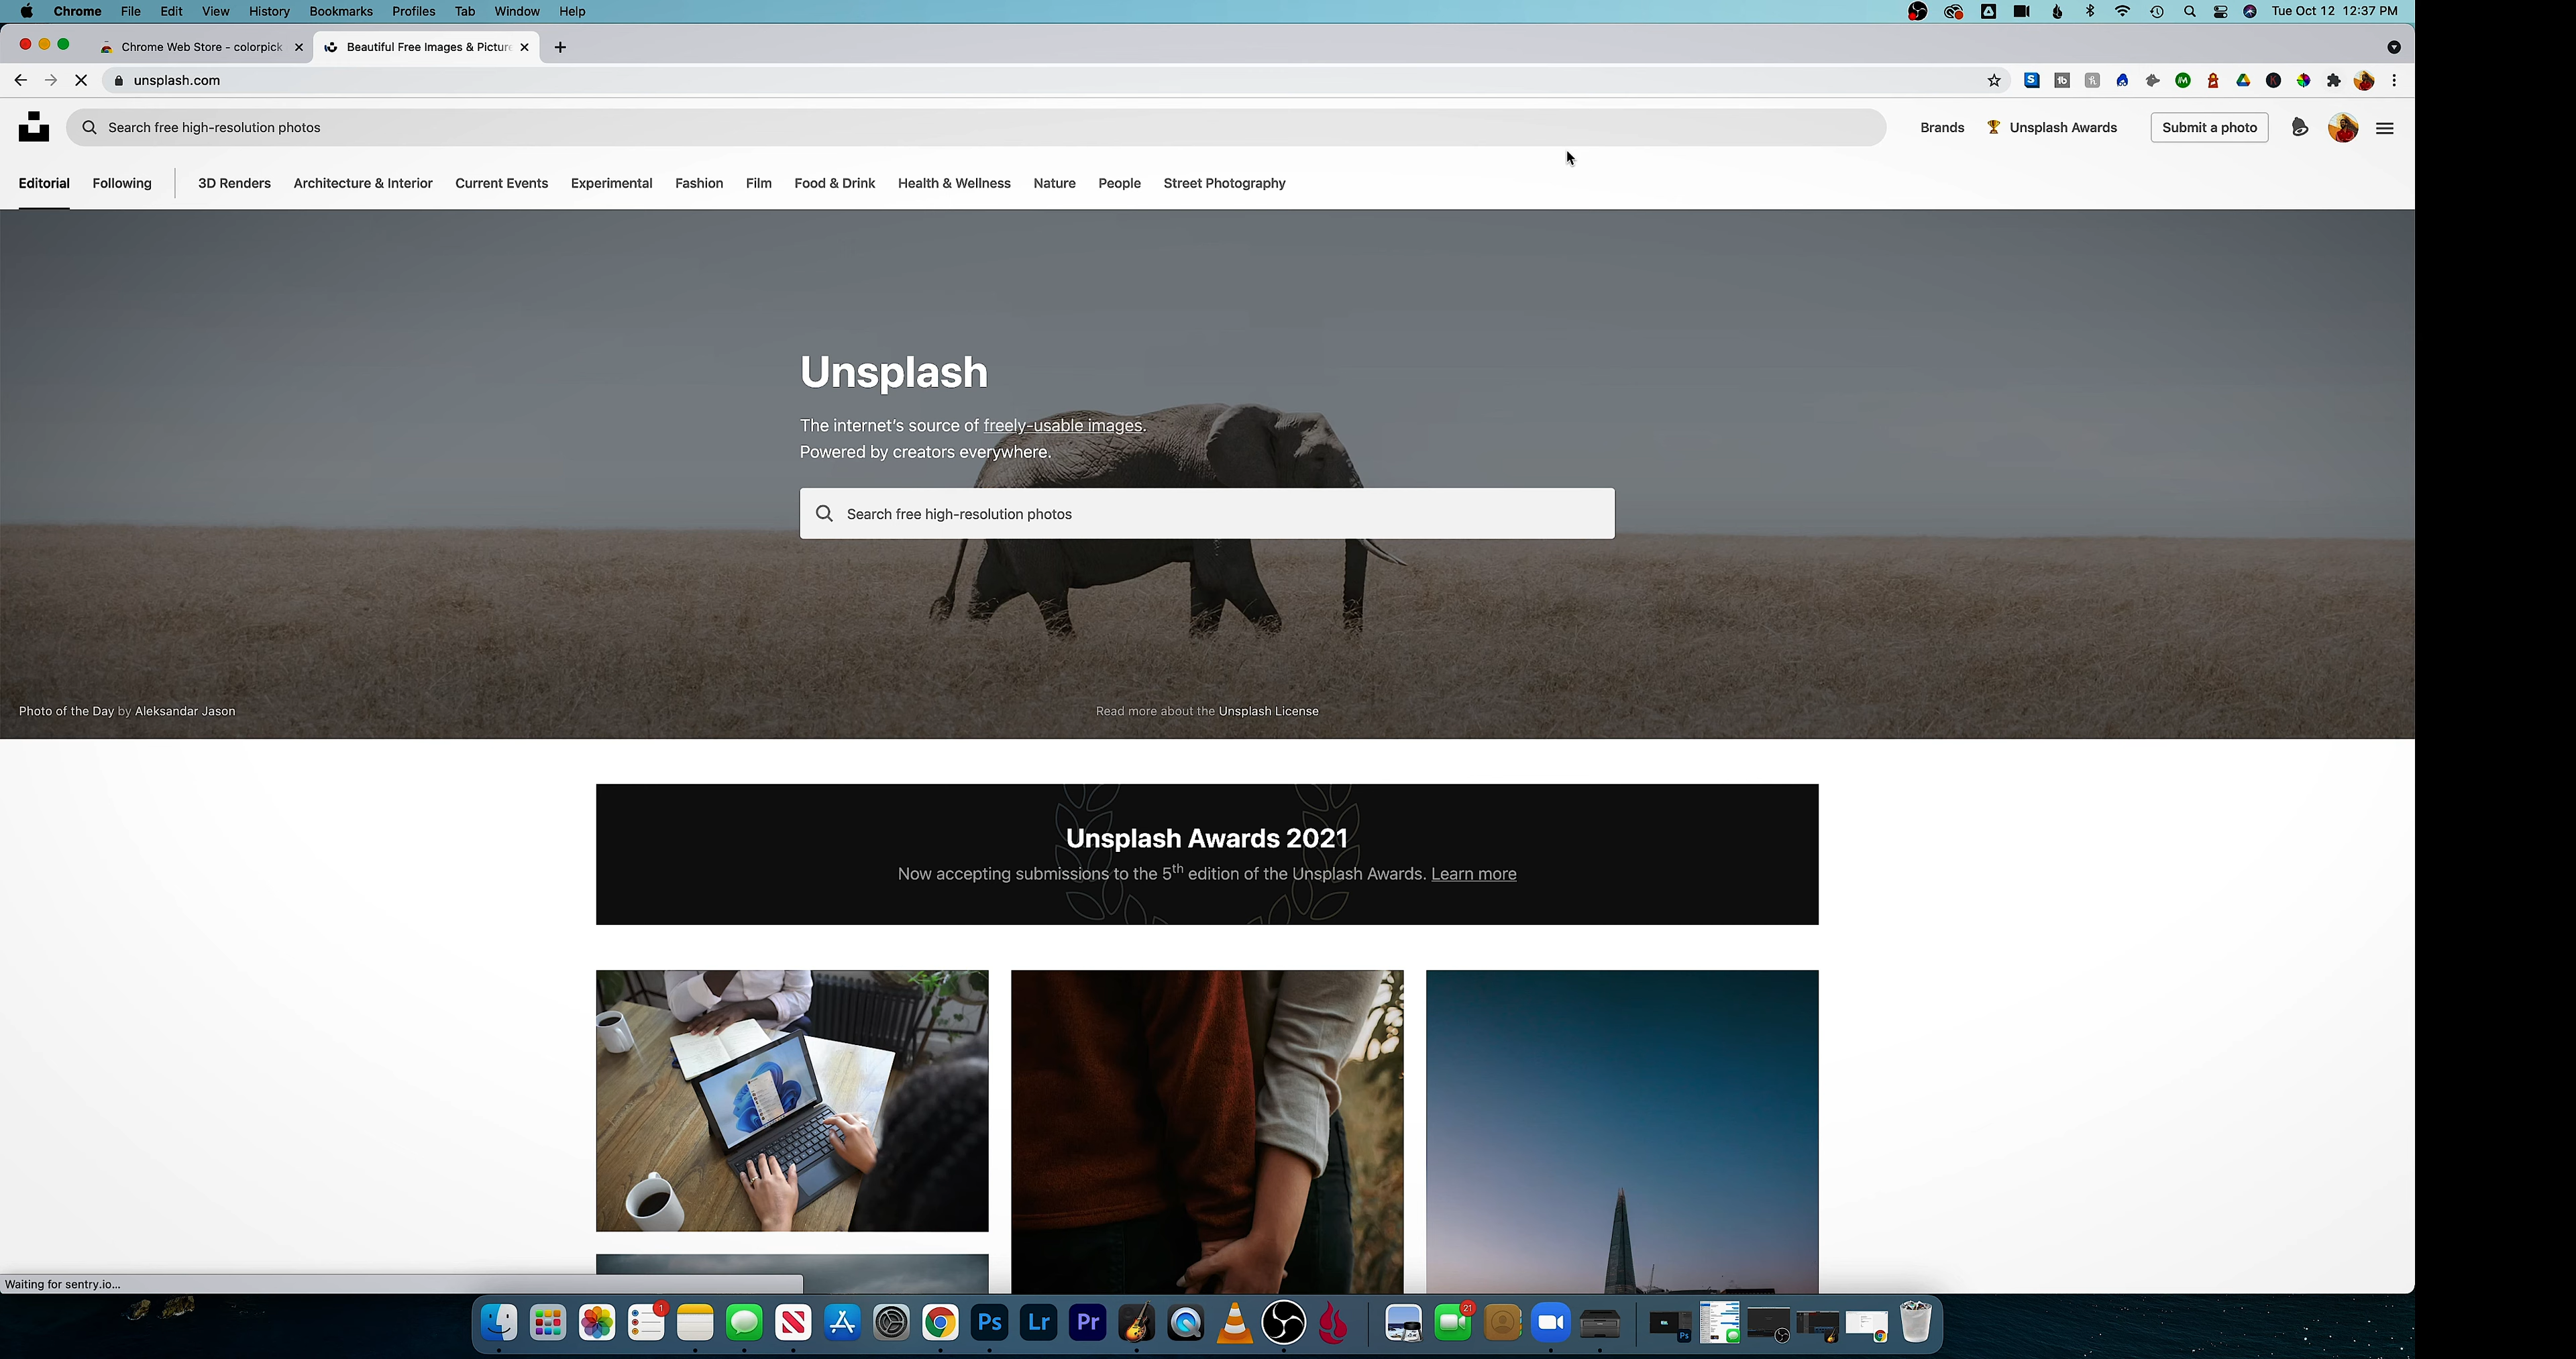 Chrome File Edit View History Bookmarks Profiles Tab Window Help Tue Oct 12 12:37 PM
Chrome Web Store - colorpick Beautiful Free Images & Picture
unsplash.com
Search free high-resolution photos Brands Unsplash Awards Submit a photo
Editorial Following 3D Renders Architecture & Interior Current Events Experimental Fashion Film Food & Drink Health & Wellness Nature People Street Photography
Unsplash
The internet's source of freely-usable images.
Powered by creators everywhere.
Search free high-resolution photos
Photo of the Day by Aleksandar Jason Read more about the Unsplash License
Unsplash Awards 2021
Now accepting submissions to the 5th edition of the Unsplash Awards. Learn more
Waiting for sentry.io...
1 Ps Lr Pr 21 Ps